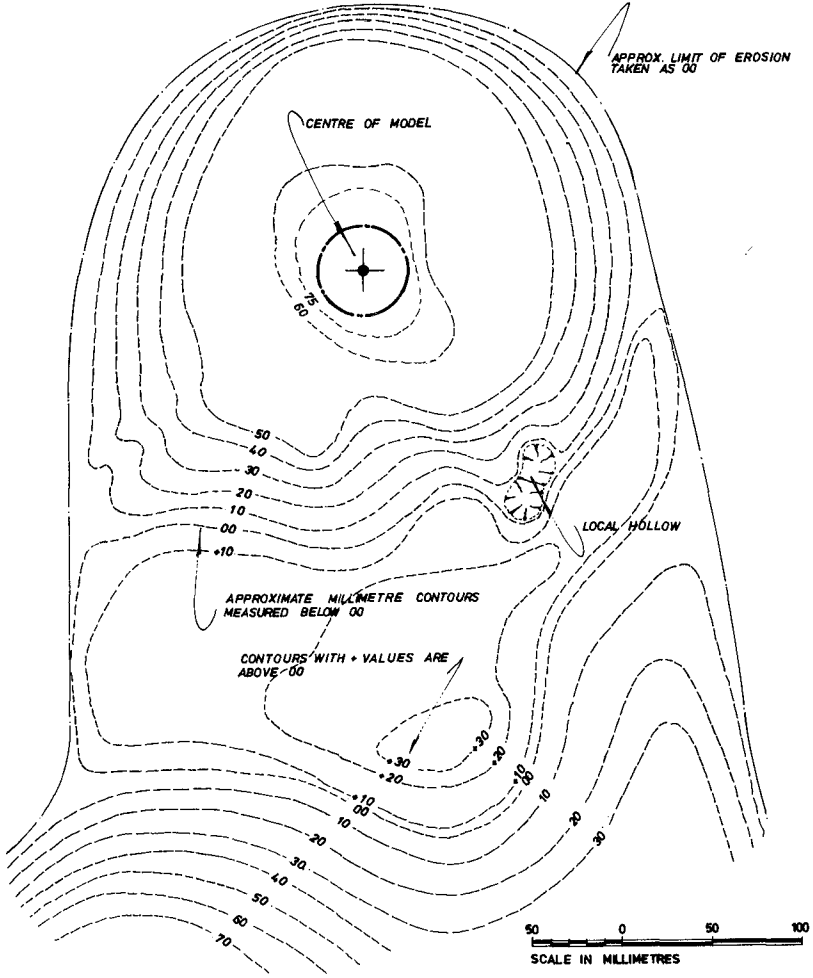 APPROX. LIMIT OF EROSION
TAKEN AS 00
CENTRE OF MODEL
75
60
50
40
30
20
10
00
+10
LOCAL HOLLOW
APPROXIMATE MILLIMETRE CONTOURS
MEASURED BELOW 00
CONTOURS WITH + VALUES ARE
ABOVE 00
+30
+30
+20
+20
+10
00
+10
00
10
10
20
20
30
30
40
50
60
70
50 0 50 100
SCALE IN MILLIMETRES